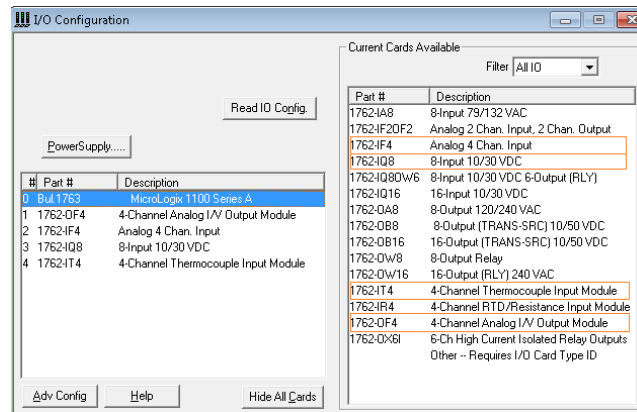 I/O Configuration
Current Cards Available
Filter All IO
Read IO Config.
PowerSupply.....
# Part # Description
0 Bul.1763 MicroLogix 1100 Series A
1 1762-OF4 4-Channel Analog I/V Output Module
2 1762-IF4 Analog 4 Chan. Input
3 1762-IQ8 8-Input 10/30 VDC
4 1762-IT4 4-Channel Thermocouple Input Module
Adv Config Help Hide All Cards
Part # Description
1762-IA8 8-Input 79/132 VAC
1762-IF2OF2 Analog 2 Chan. Input, 2 Chan. Output
1762-IF4 Analog 4 Chan. Input
1762-IQ8 8-Input 10/30 VDC
1762-IQ8OW6 8-Input 10/30 VDC 6-Output (RLY)
1762-IQ16 16-Input 10/30 VDC
1762-OA8 8-Output 120/240 VAC
1762-OB8 8-Output (TRANS-SRC) 10/50 VDC
1762-OB16 16-Output (TRANS-SRC) 10/50 VDC
1762-OW8 8-Output Relay
1762-OW16 16-Output (RLY) 240 VAC
1762-IT4 4-Channel Thermocouple Input Module
1762-IR4 4-Channel RTD/Resistance Input Module
1762-OF4 4-Channel Analog I/V Output Module
1762-OX6I 6-Ch High Current Isolated Relay Outputs
Other -- Requires I/O Card Type ID